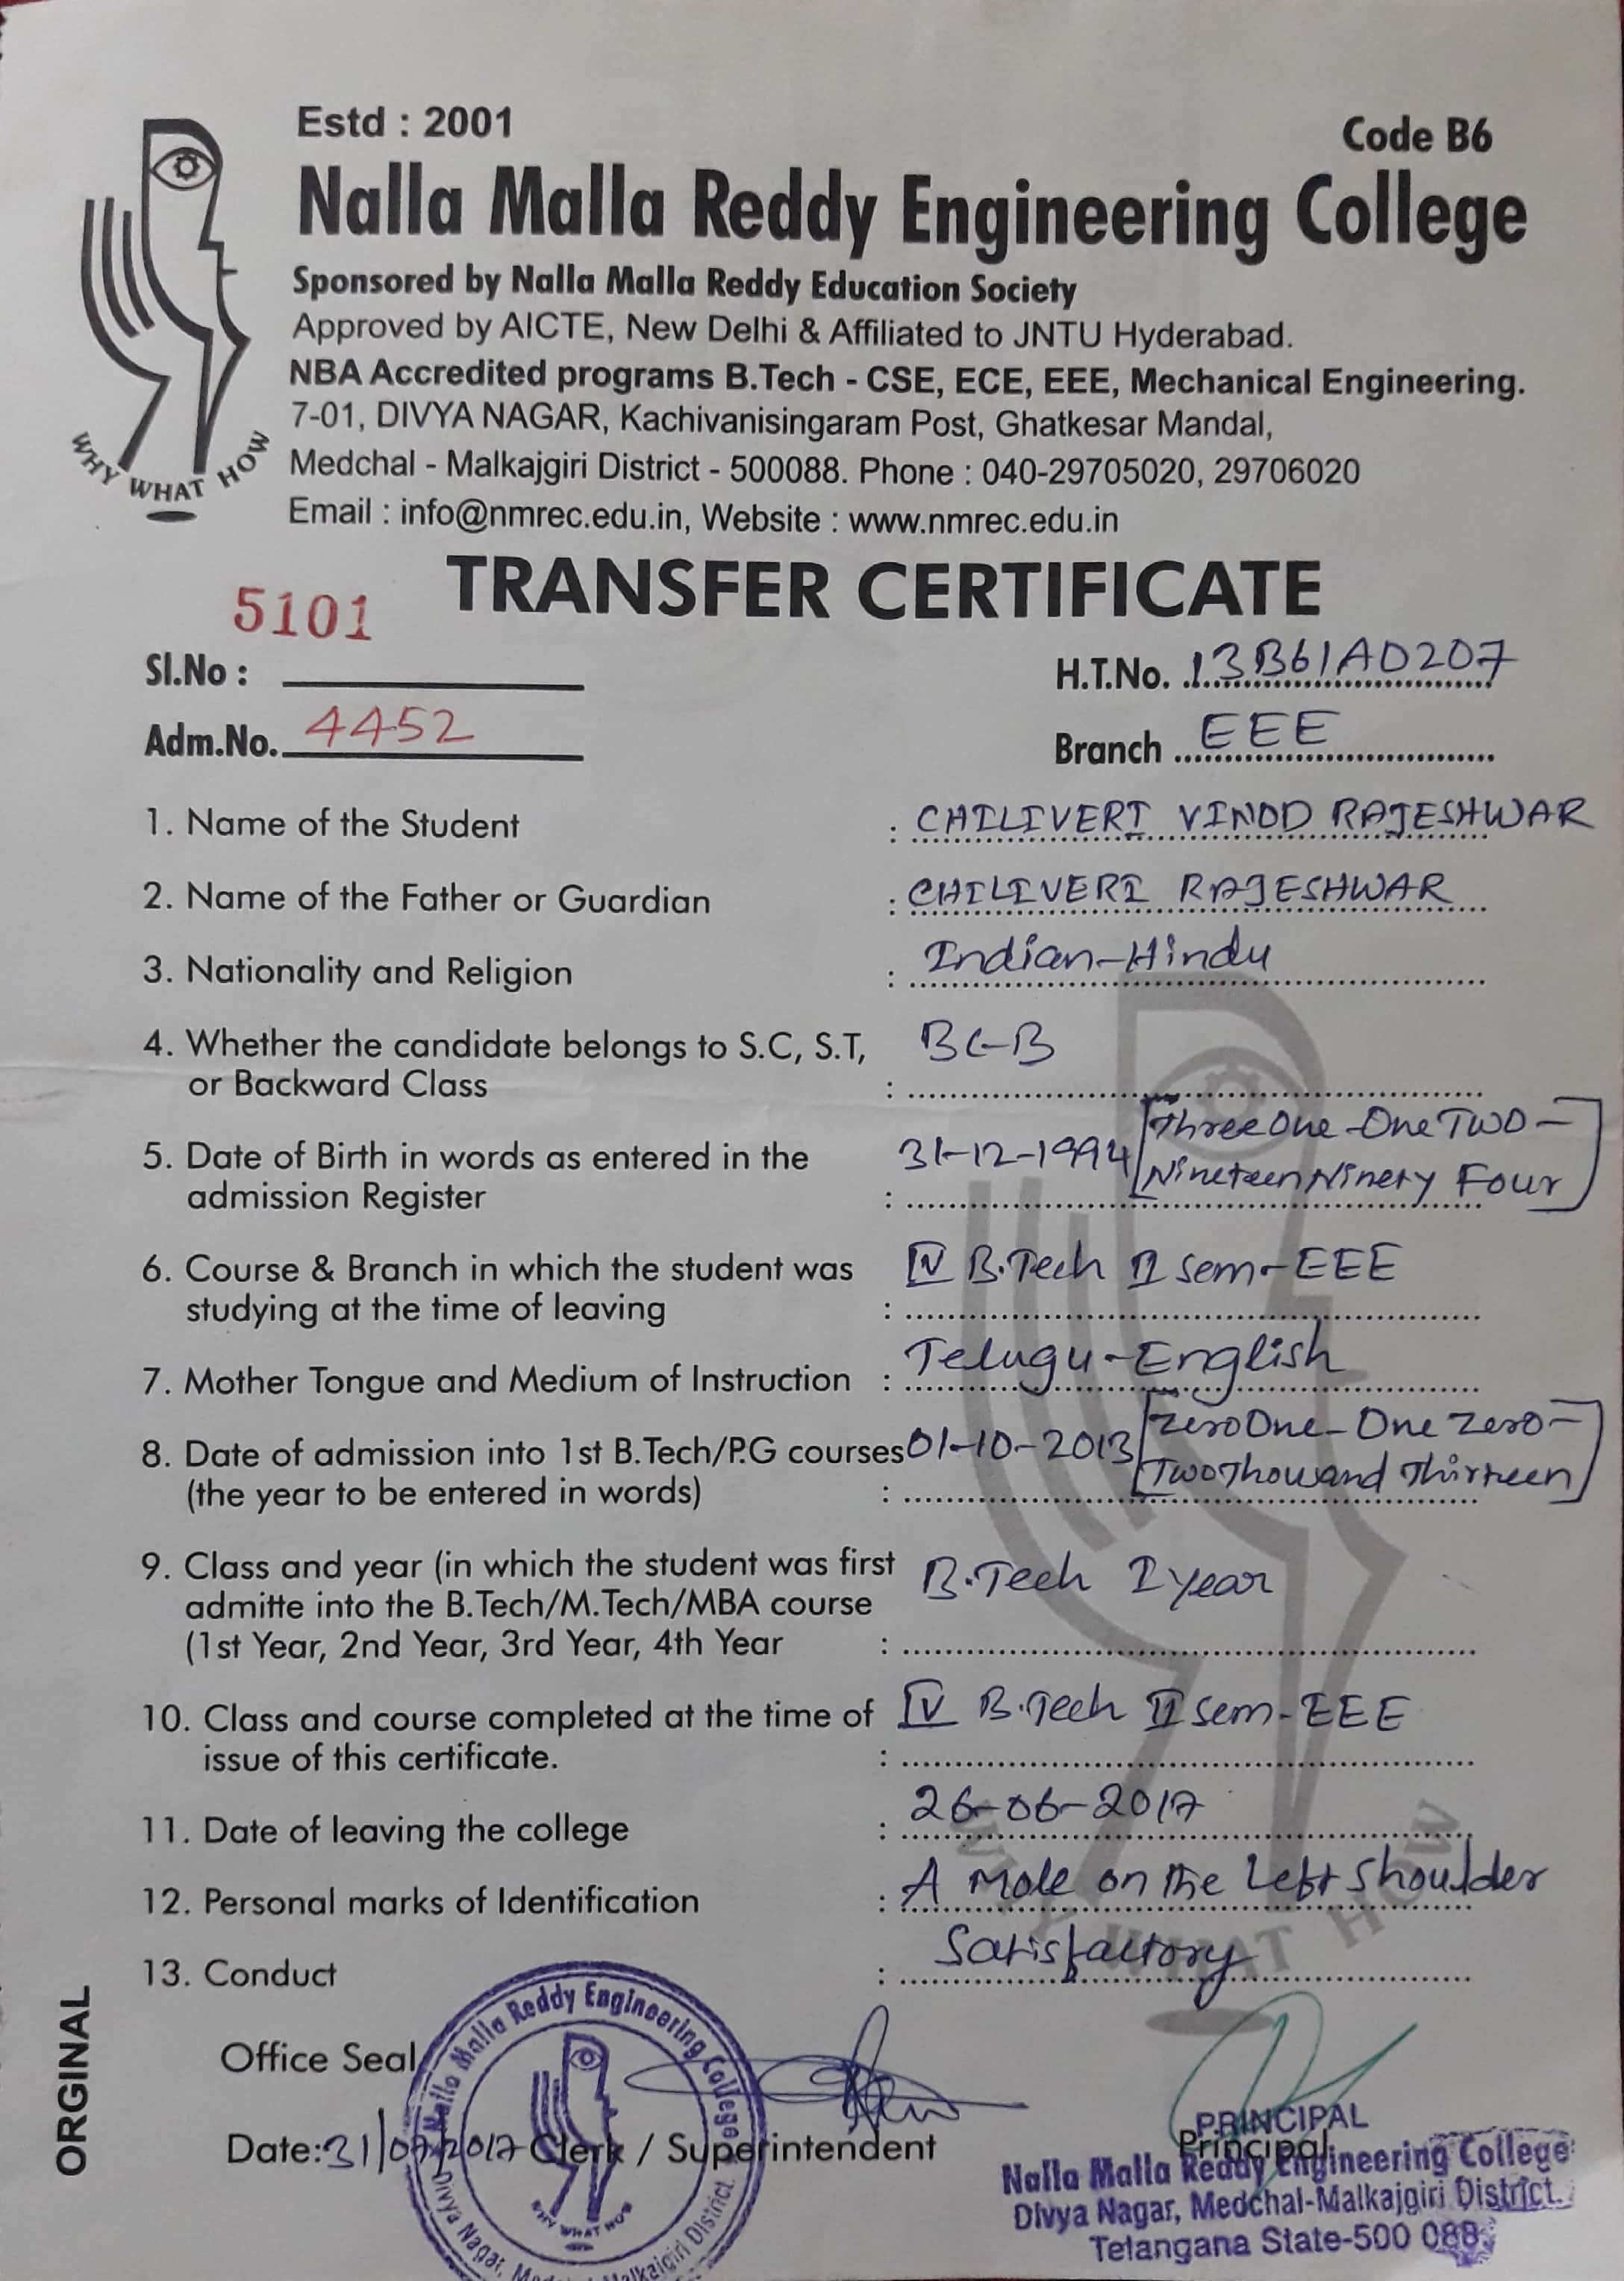 Estd : 2001
Code B6
Nalla Malla Reddy Engineering College
Sponsored by Nalla Malla Reddy Education Society
Approved by AICTE, New Delhi & Affiliated to JNTU Hyderabad.
NBA Accredited programs B.Tech - CSE, ECE, EEE, Mechanical Engineering.
7-01, DIVYA NAGAR, Kachivanisingaram Post, Ghatkesar Mandal,
Medchal - Malkajgiri District - 500088. Phone : 040-29705020, 29706020
Email : info@nmrec.edu.in, Website : www.nmrec.edu.in
WHY WHAT HOW
TRANSFER CERTIFICATE
5101
Sl.No :
H.T.No. 13B61A0207
Adm.No. 4452
Branch EEE
1. Name of the Student : CHILIVERI VINOD RAJESHWAR
2. Name of the Father or Guardian : CHILIVERI RAJESHWAR
3. Nationality and Religion : Indian-Hindu
4. Whether the candidate belongs to S.C, S.T, BC-B
or Backward Class :
5. Date of Birth in words as entered in the 31-12-1994 [Three One-One Two-
admission Register : Nineteen Ninety Four]
6. Course & Branch in which the student was IV B.Tech II sem-EEE
studying at the time of leaving :
7. Mother Tongue and Medium of Instruction : Telugu-English
8. Date of admission into 1st B.Tech/P.G courses 01-10-2013 [Zero One-One Zero-
(the year to be entered in words) : Two Thousand Thirteen]
9. Class and year (in which the student was first B.Tech I year
admitte into the B.Tech/M.Tech/MBA course
(1st Year, 2nd Year, 3rd Year, 4th Year :
10. Class and course completed at the time of IV B.Tech II sem-EEE
issue of this certificate. :
11. Date of leaving the college : 26-06-2017
12. Personal marks of Identification : A Mole on the Left Shoulder
13. Conduct : Satisfactory
WHY WHAT HOW
ORGINAL
Office Seal
Nalla Malla Reddy Engineering College
Divya Nagar, Medchal-Malkajgiri District.
WHY WHAT HOW
Date: 31/07/2017 Clerk / Superintendent
Principal
PRINCIPAL
Nalla Malla Reddy Engineering College
Divya Nagar, Medchal-Malkajgiri District.
Telangana State-500 088.